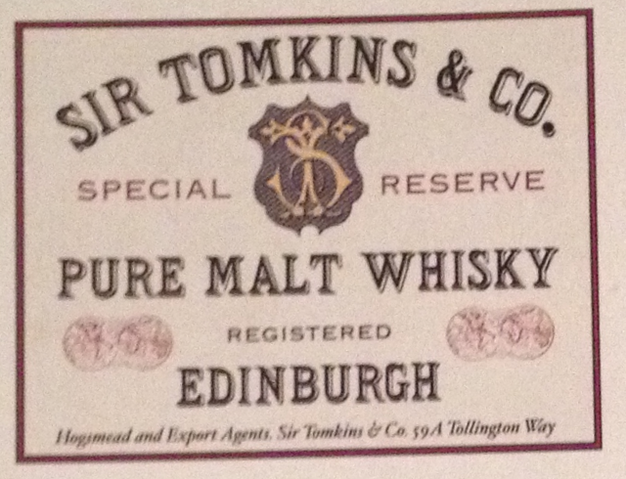 SIR TOMKINS & CO.
SPECIAL RESERVE
PURE MALT WHISKY
REGISTERED
EDINBURGH
Hogsmead and Export Agents. Sir Tomkins & Co. 59A Tollington Way